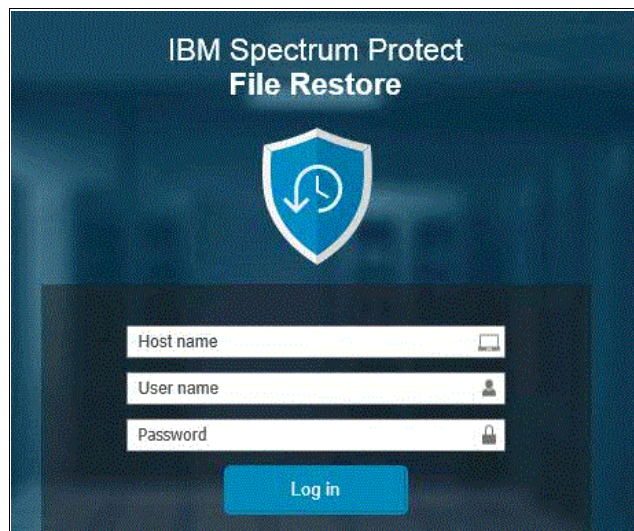 IBM Spectrum Protect
File Restore
Host name
User name
Password
Log in